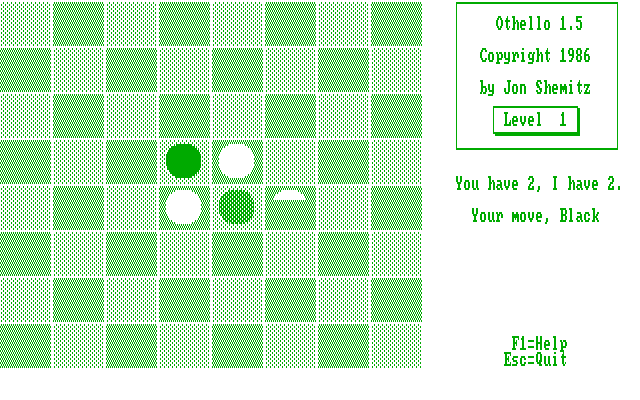 Othello 1.5
Copyright 1986
by Jon Shemitz
Level 1
You have 2, I have 2.
Your move, Black
F1=Help
Esc=Quit